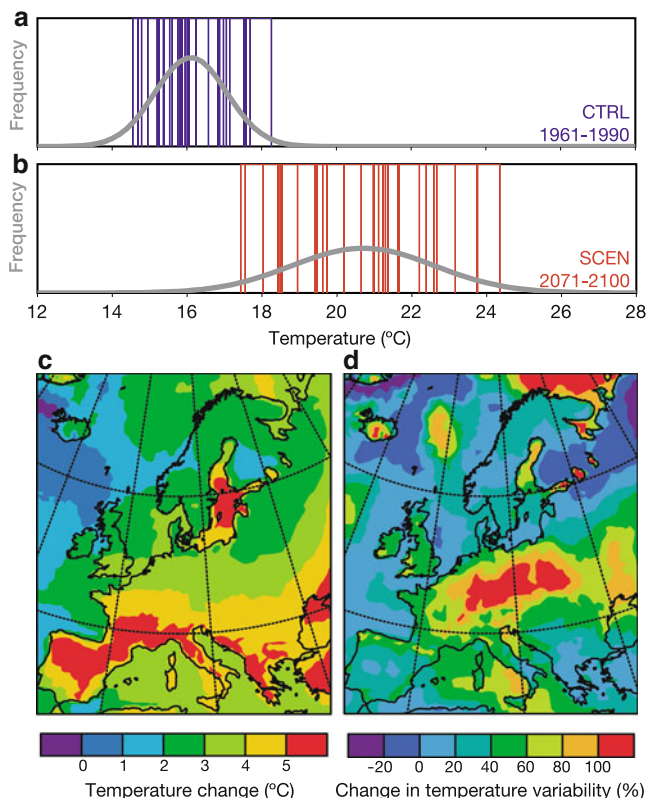 a
Frequency
CTRL
1961-1990
b
Frequency
SCEN
2071-2100
12 14 16 18 20 22 24 26 28
Temperature (ºC)
c d
0 1 2 3 4 5
Temperature change (ºC)
-20 0 20 40 60 80 100
Change in temperature variability (%)